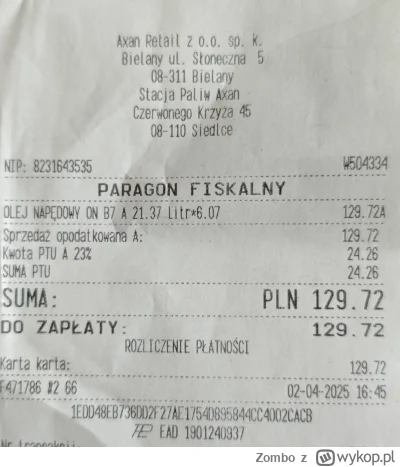 Axan Retail z o.o. sp. k.
Bielany ul. Słoneczna 5
08-311 Bielany
Stacja Paliw Axan
Czerwonego Krzyża 45
08-110 Siedlce
NIP: 8231643535 W504334
PARAGON FISKALNY
OLEJ NAPĘDOWY ON B7 A 21.37 litr*6.07 129.72A
Sprzedaż opodatkowana A: 129.72
Kwota PTU A 23% 24.26
SUMA PTU 24.26
SUMA: PLN 129.72
DO ZAPŁATY: 129.72
ROZLICZENIE PŁATNOŚCI
Karta karta: 129.72
F471786 #2 66 02-04-2025 16:45
1EDD48EB736DD2F27AE1754D895844CC4002CACB
EAD 1901240937
Nr
Zombo z wykop.pl